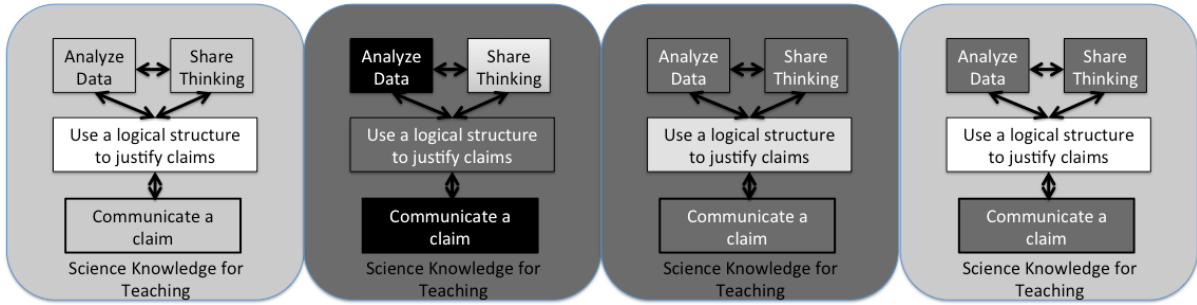 Analyze
Data
Share
Thinking
Use a logical structure
to justify claims
Communicate a
claim
Science Knowledge for
Teaching
Analyze
Data
Share
Thinking
Use a logical structure
to justify claims
Communicate a
claim
Science Knowledge for
Teaching
Analyze
Data
Share
Thinking
Use a logical structure
to justify claims
Communicate a
claim
Science Knowledge for
Teaching
Analyze
Data
Share
Thinking
Use a logical structure
to justify claims
Communicate a
claim
Science Knowledge for
Teaching